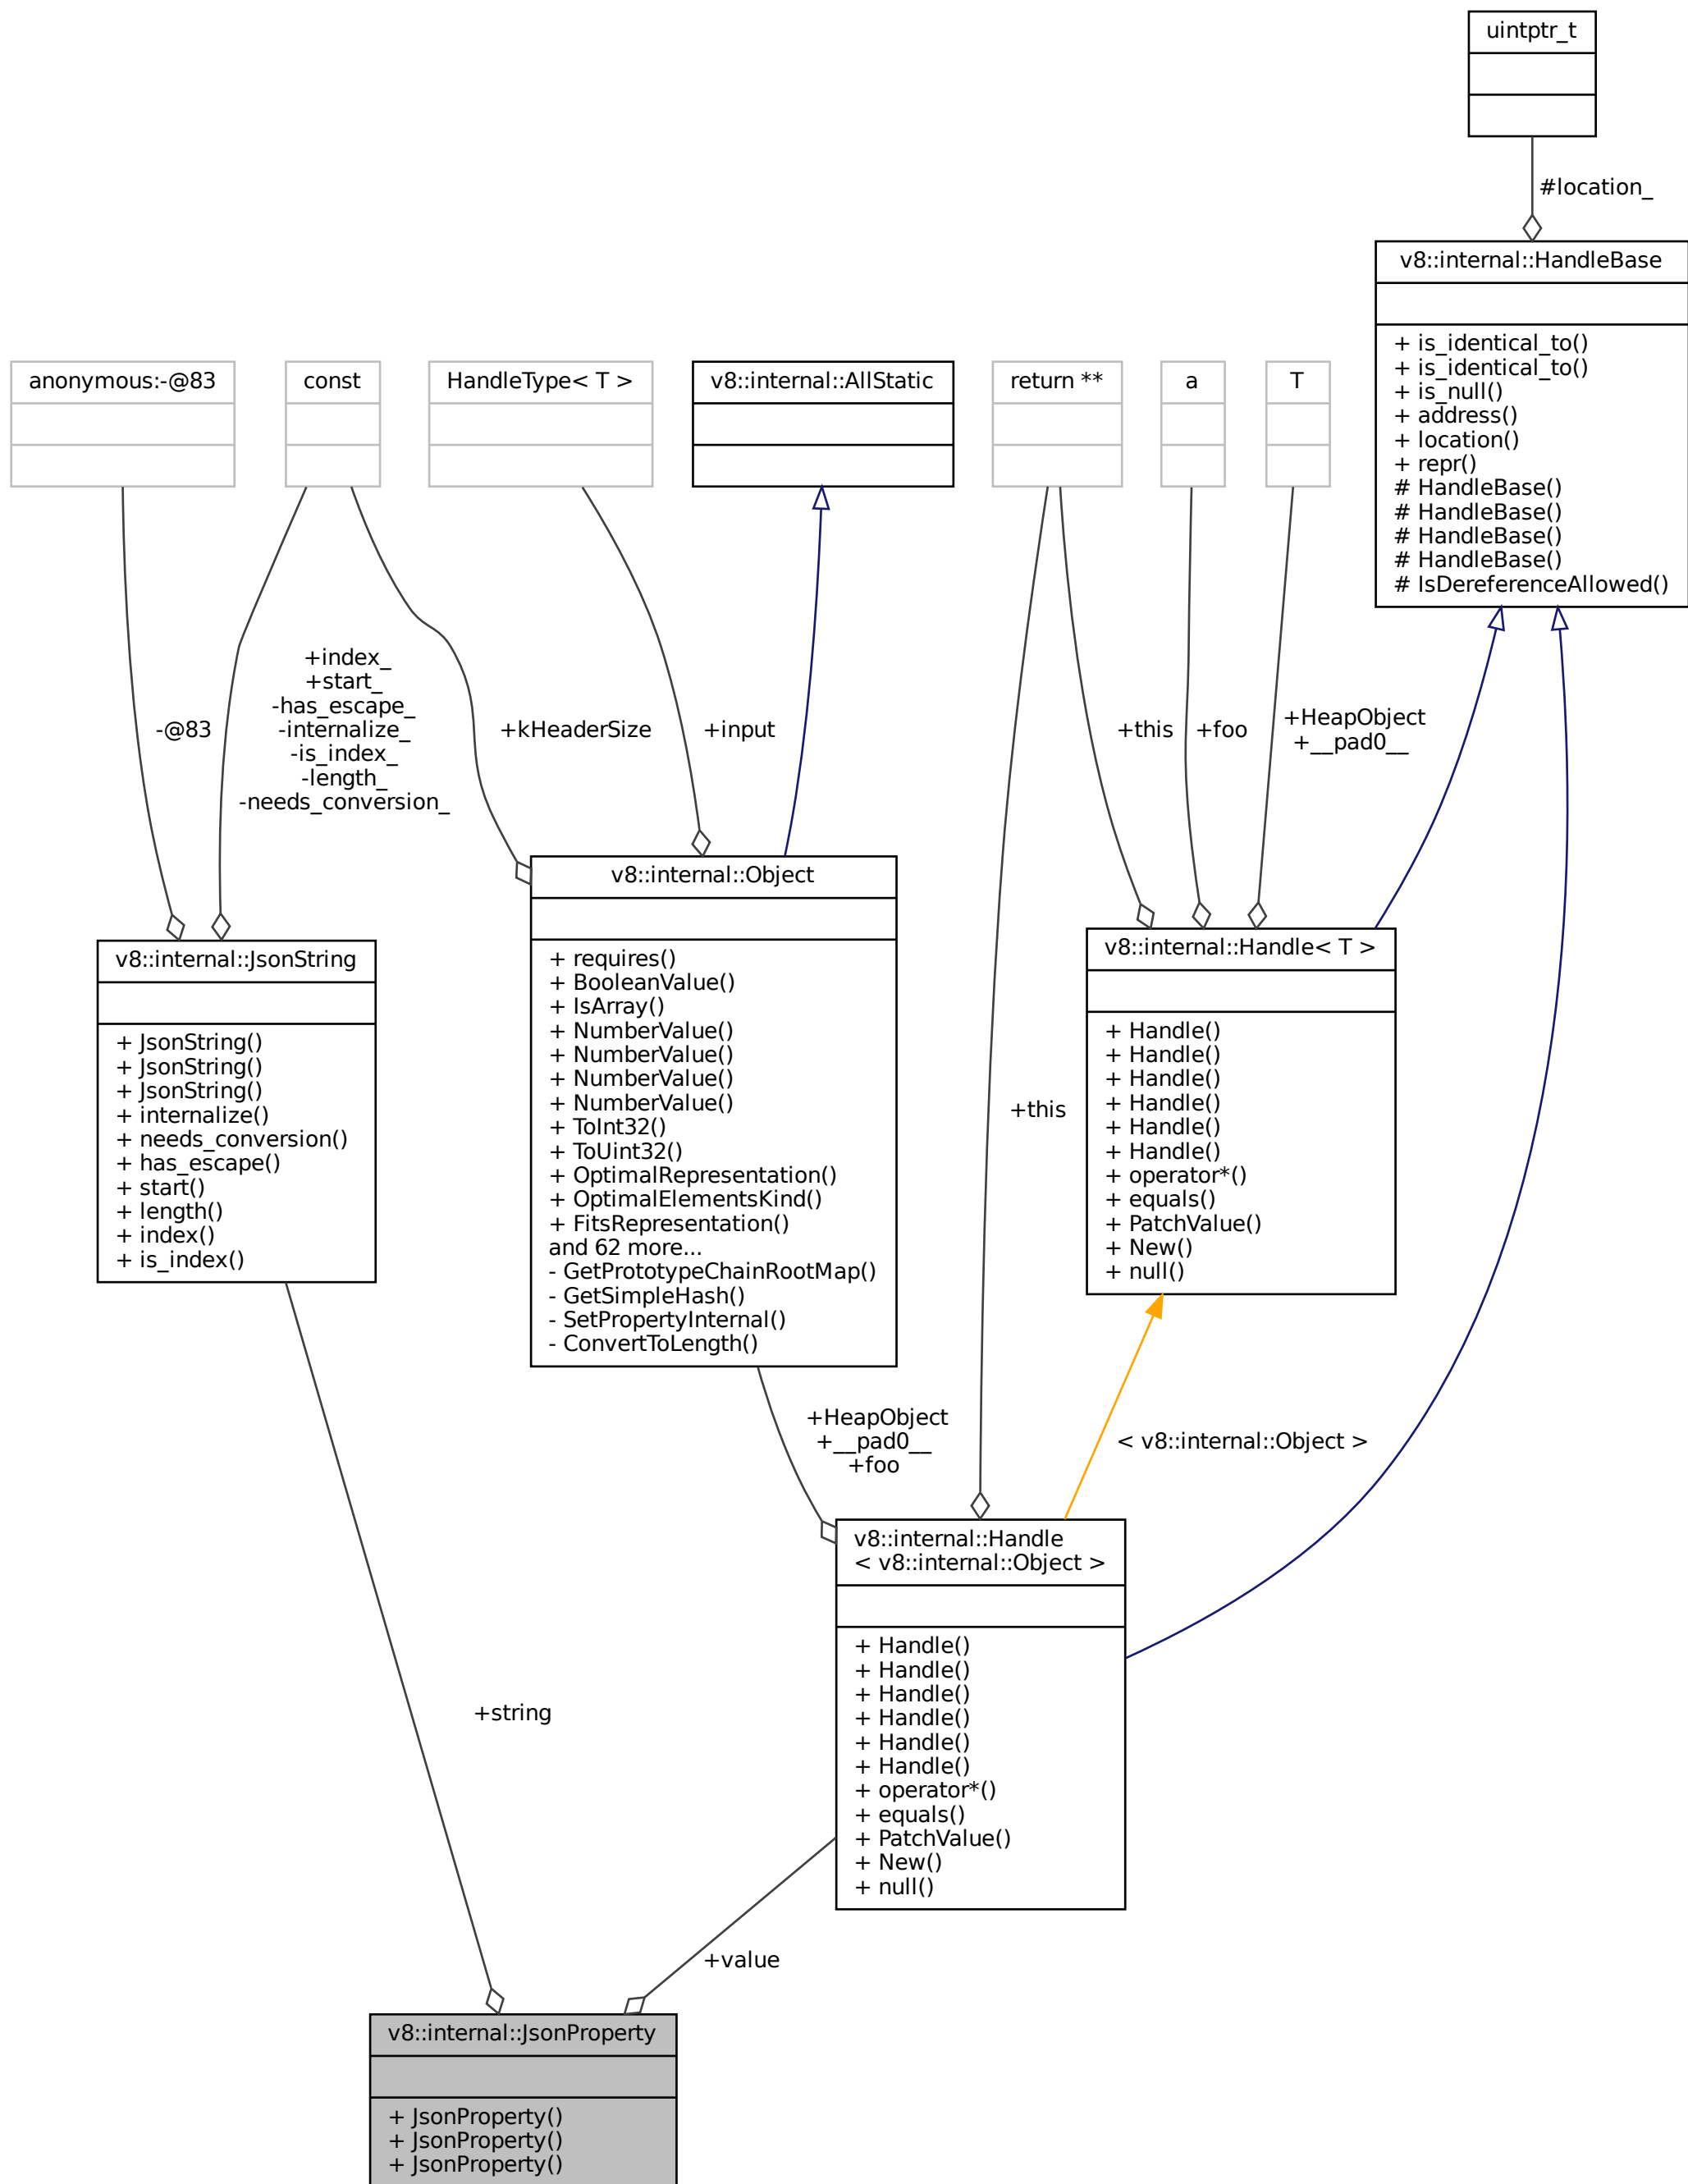 uintptr_t
#location_
v8::internal::HandleBase
+ is_identical_to()
+ is_identical_to()
+ is_null()
+ address()
+ location()
+ repr()
# HandleBase()
# HandleBase()
# HandleBase()
# HandleBase()
# IsDereferenceAllowed()
anonymous:-@83
const
HandleType< T >
v8::internal::AllStatic
return **
a
T
-@83
+index_
+start_
-has_escape_
-internalize_
-is_index_
-length_
-needs_conversion_
+kHeaderSize
+input
+this
+foo
+HeapObject
+__pad0__
v8::internal::JsonString
+ JsonString()
+ JsonString()
+ JsonString()
+ internalize()
+ needs_conversion()
+ has_escape()
+ start()
+ length()
+ index()
+ is_index()
v8::internal::Object
+ requires()
+ BooleanValue()
+ IsArray()
+ NumberValue()
+ NumberValue()
+ NumberValue()
+ NumberValue()
+ ToInt32()
+ ToUint32()
+ OptimalRepresentation()
+ OptimalElementsKind()
+ FitsRepresentation()
and 62 more...
- GetPrototypeChainRootMap()
- GetSimpleHash()
- SetPropertyInternal()
- ConvertToLength()
+this
v8::internal::Handle< T >
+ Handle()
+ Handle()
+ Handle()
+ Handle()
+ Handle()
+ Handle()
+ operator*()
+ equals()
+ PatchValue()
+ New()
+ null()
+HeapObject
+__pad0__
+foo
< v8::internal::Object >
v8::internal::Handle
< v8::internal::Object >
+ Handle()
+ Handle()
+ Handle()
+ Handle()
+ Handle()
+ Handle()
+ operator*()
+ equals()
+ PatchValue()
+ New()
+ null()
+string
+value
v8::internal::JsonProperty
+ JsonProperty()
+ JsonProperty()
+ JsonProperty()